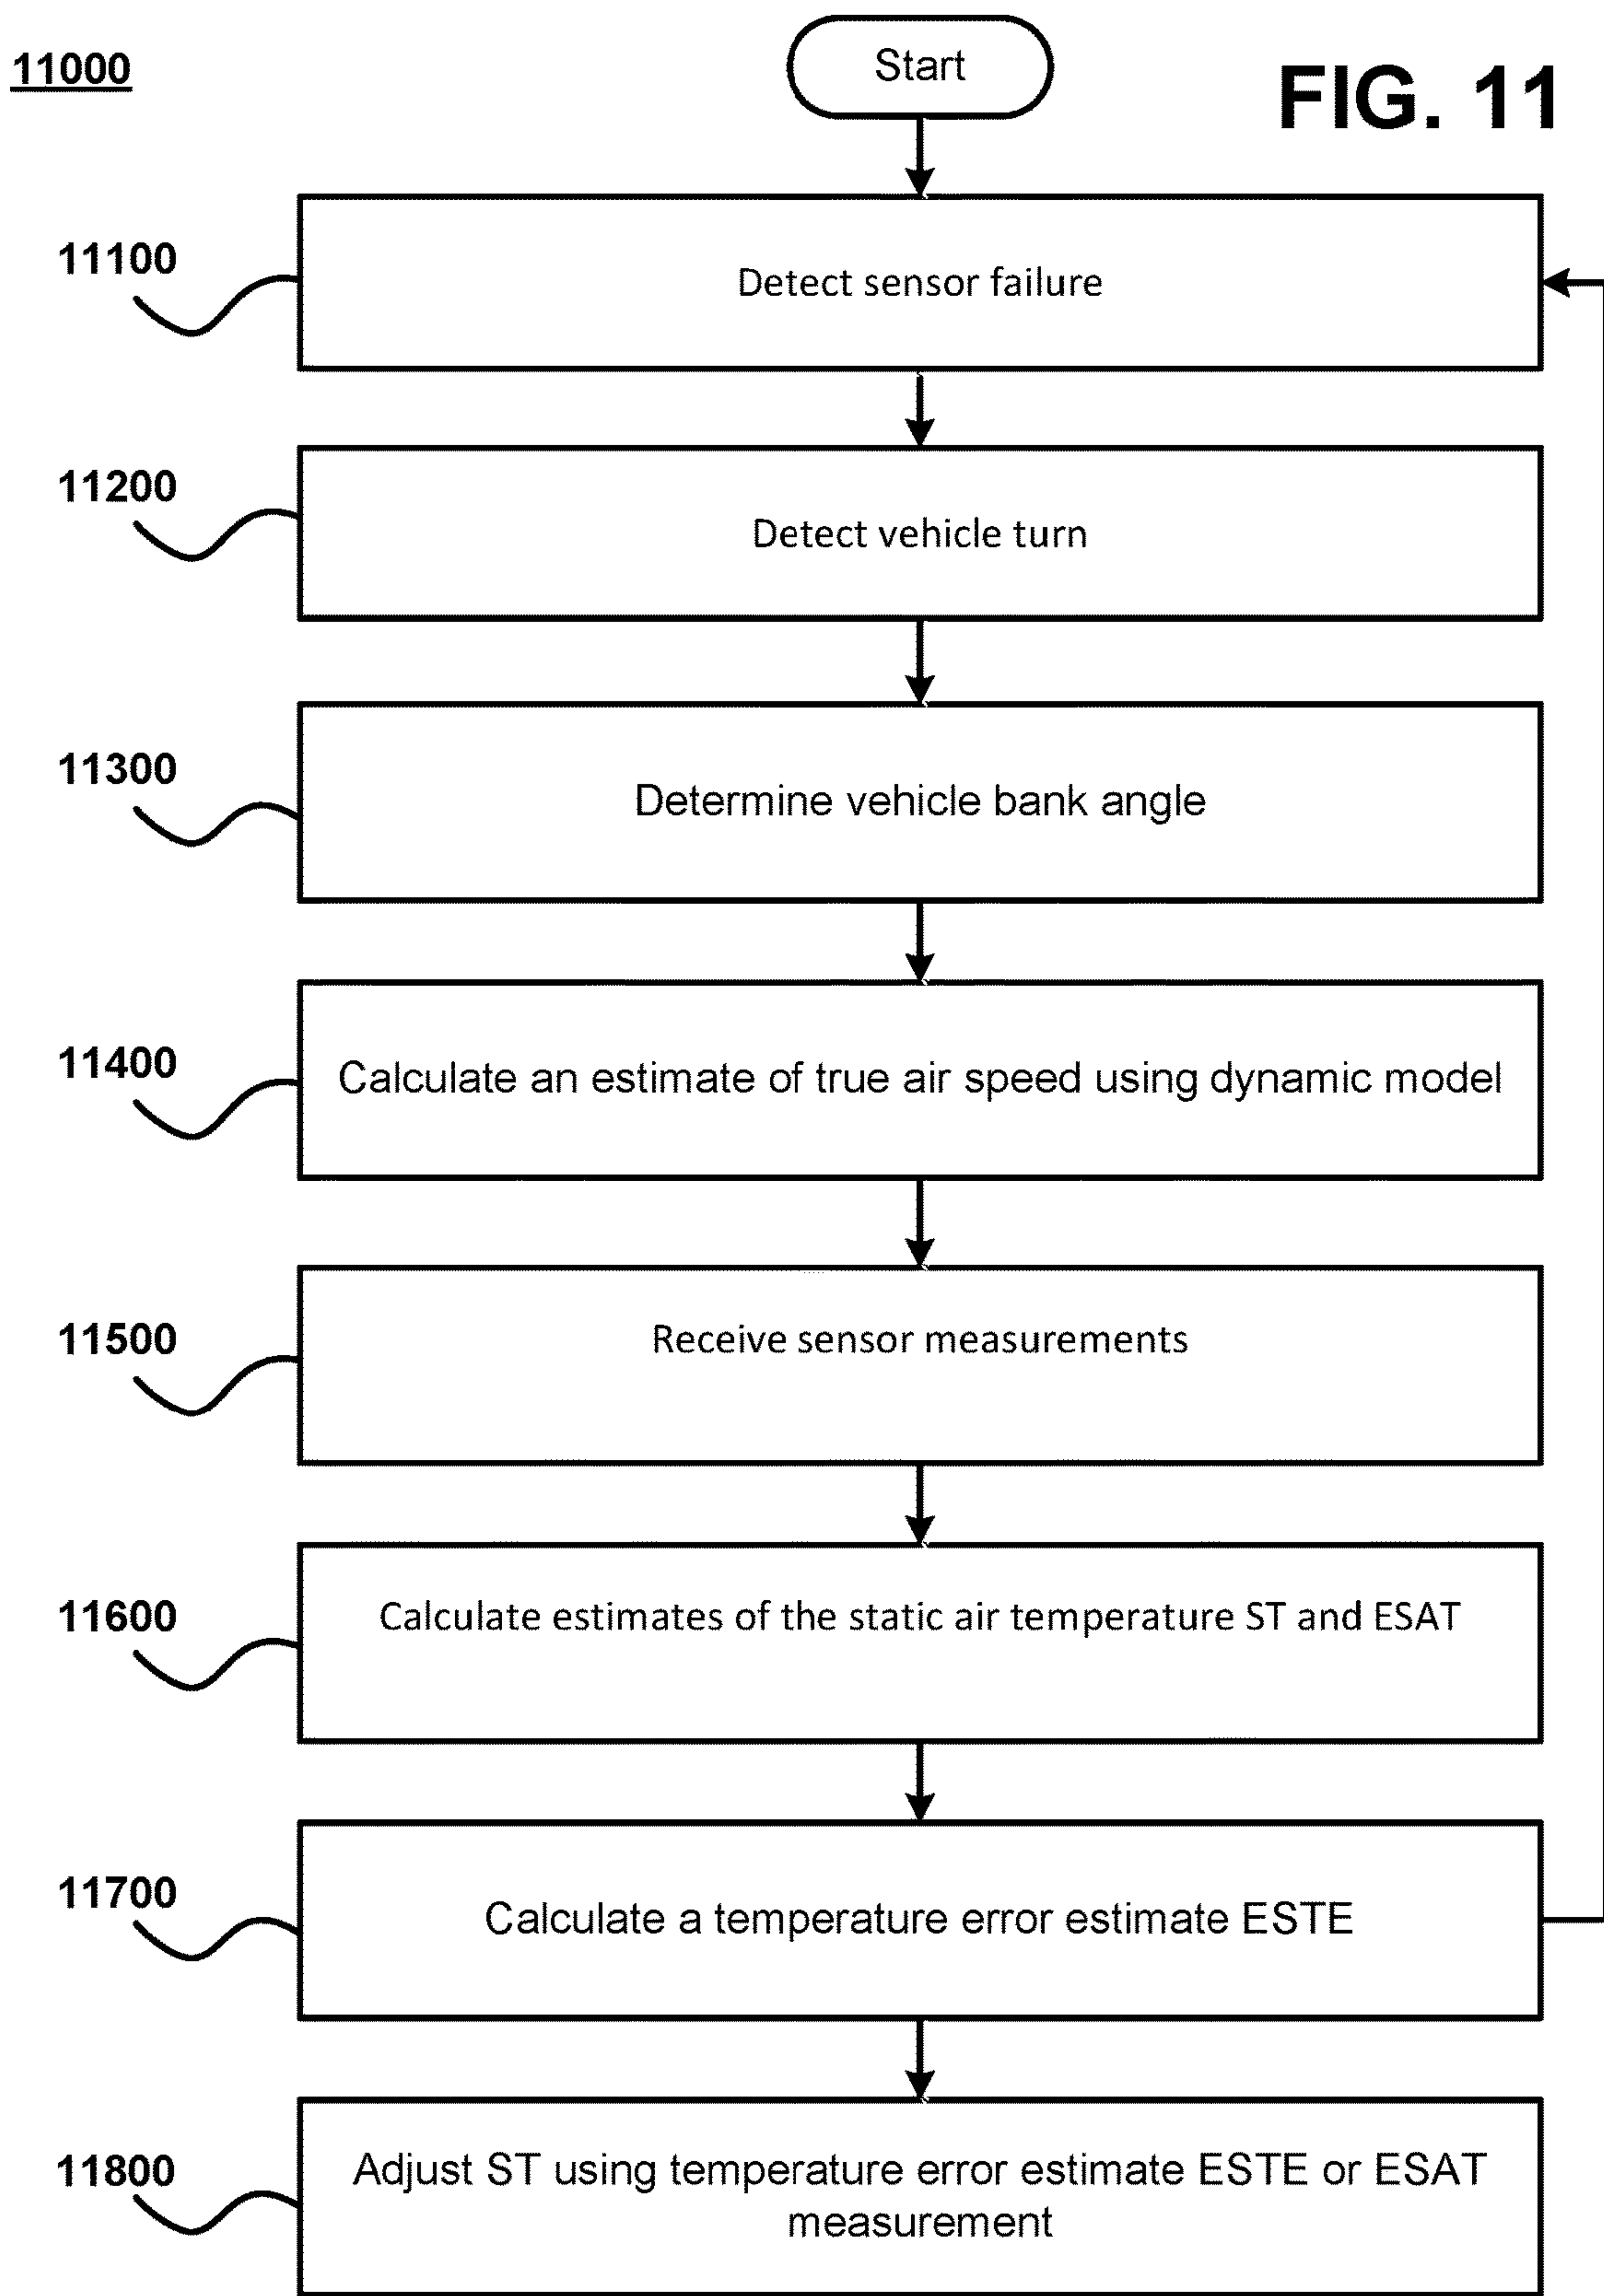 11000
Start
FIG. 11
11100
Detect sensor failure
11200
Detect vehicle turn
11300
Determine vehicle bank angle
11400
Calculate an estimate of true air speed using dynamic model
11500
Receive sensor measurements
11600
Calculate estimates of the static air temperature ST and ESAT
11700
Calculate a temperature error estimate ESTE
11800
Adjust ST using temperature error estimate ESTE or ESAT
measurement